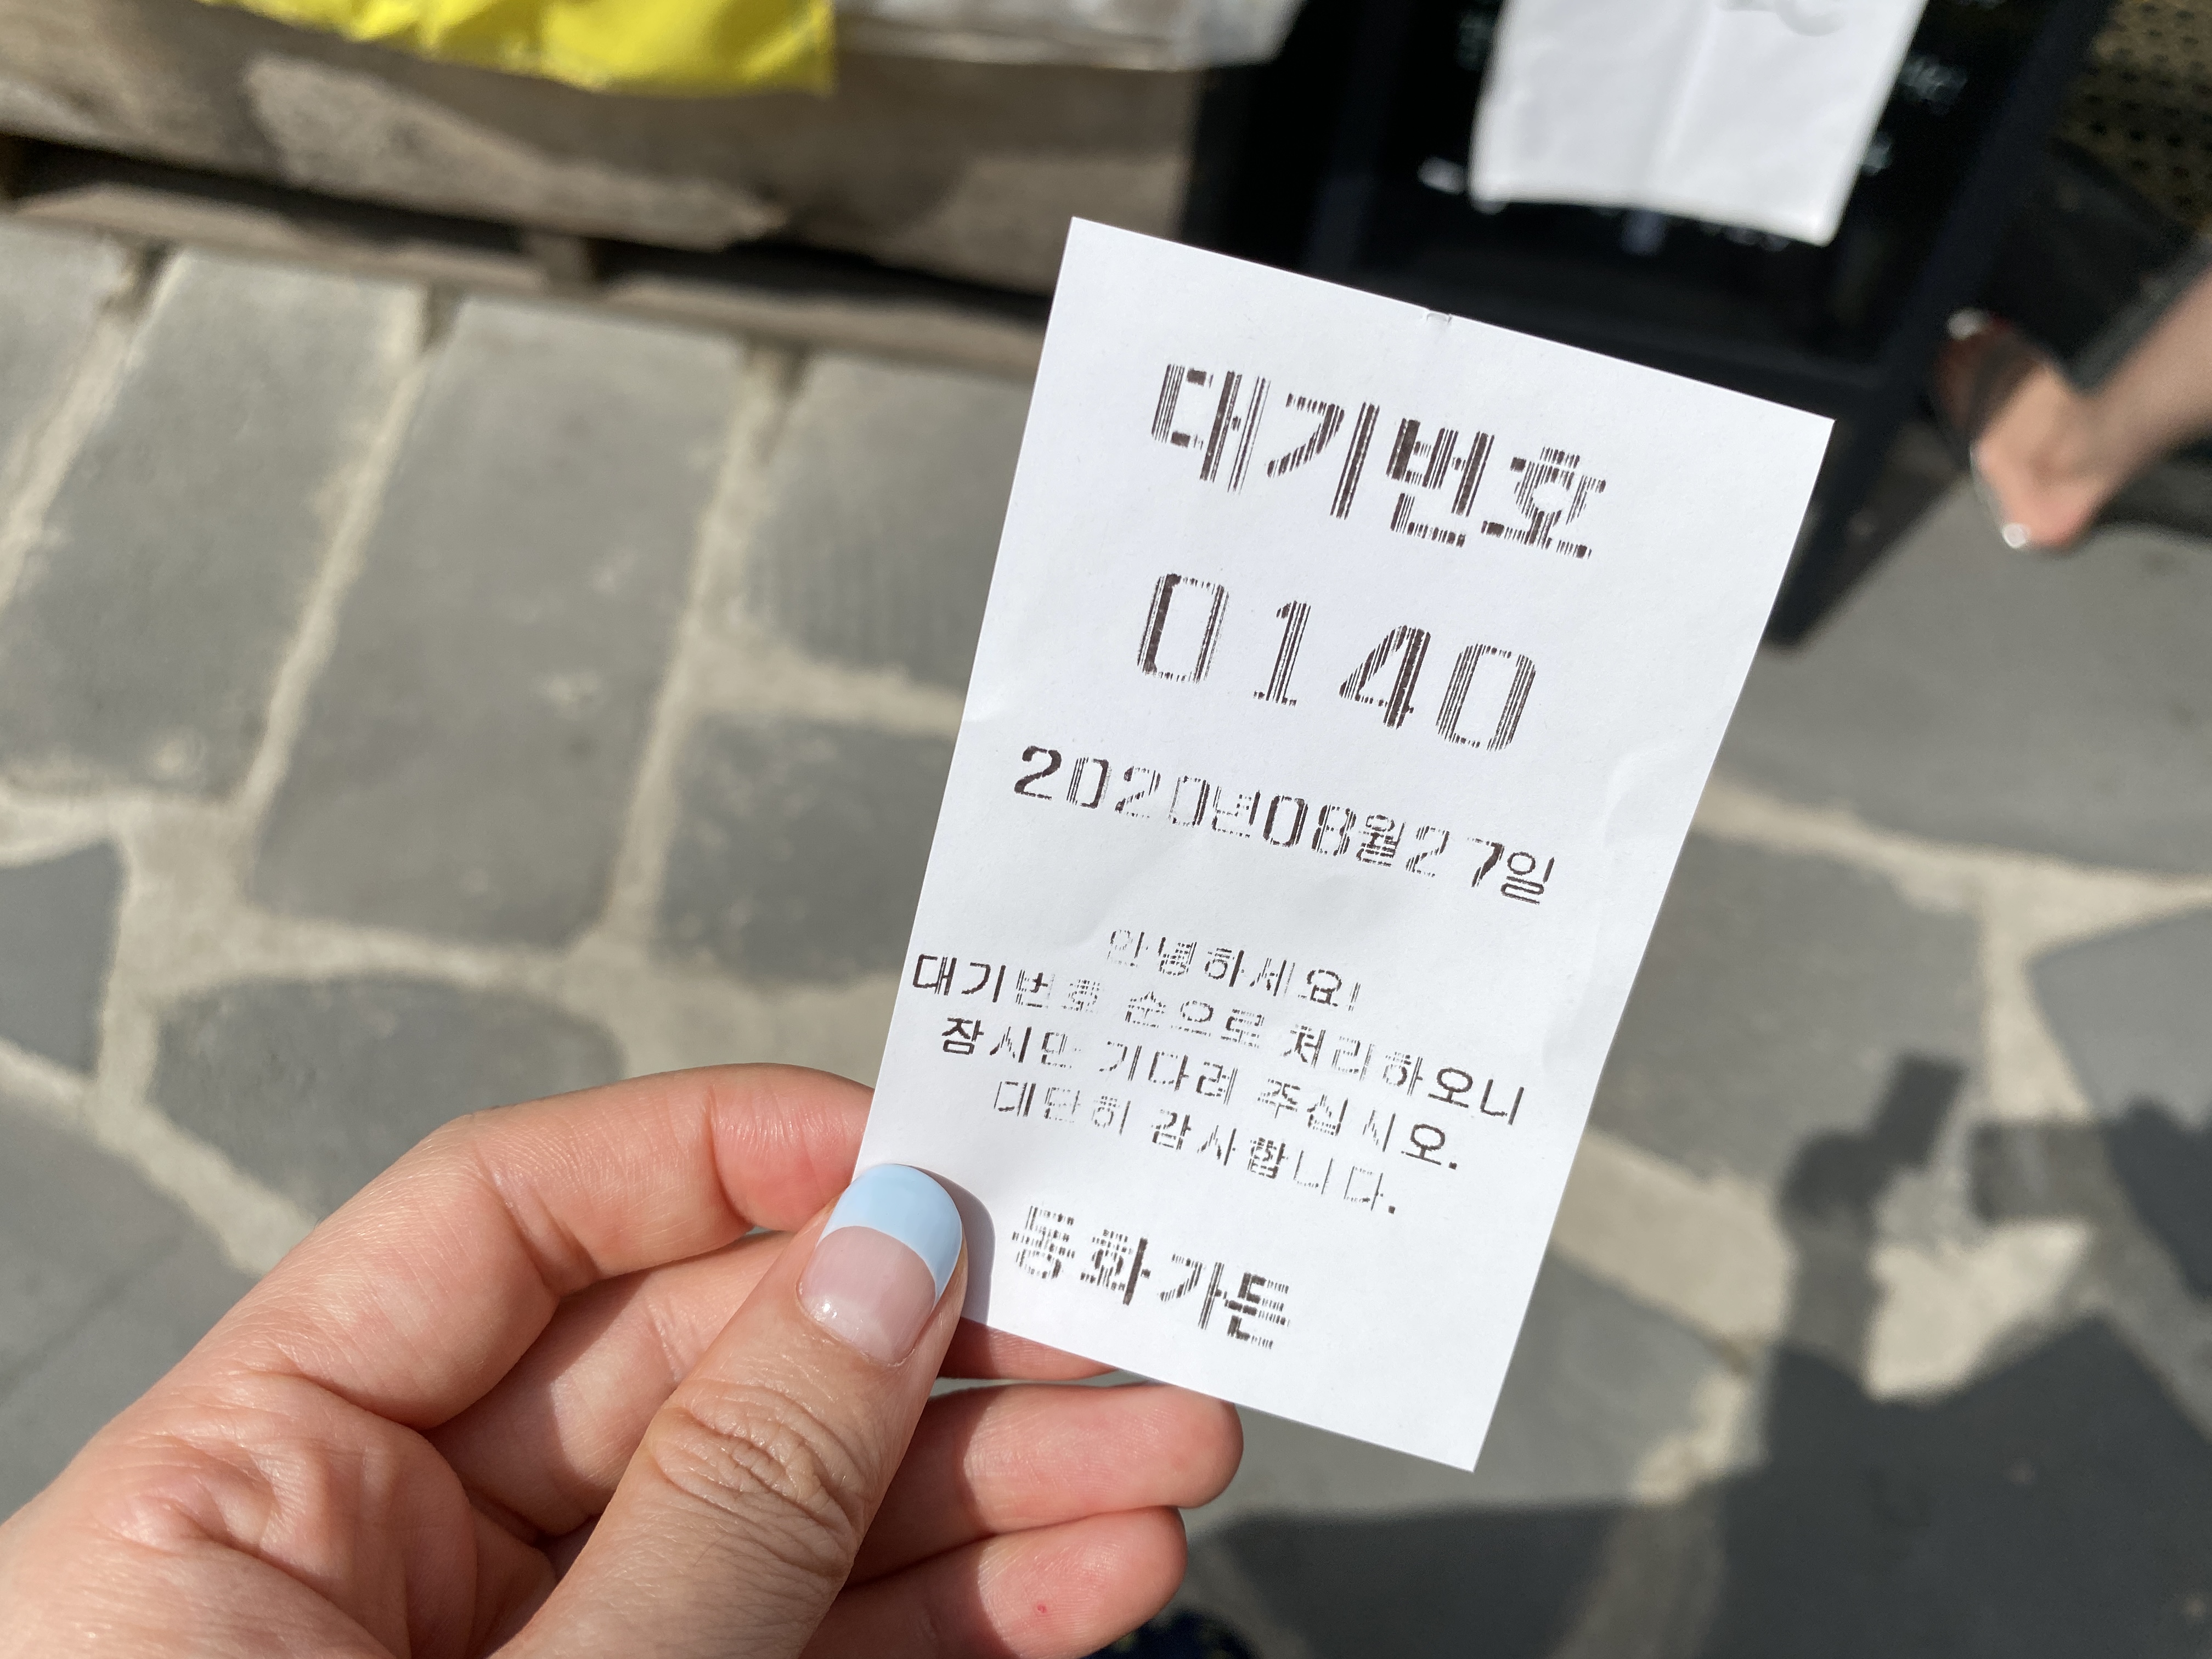 대기번호
0140
2020년08월27일
안녕하세요!
대기번호 순으로 처리하오니
잠시만 기다려 주십시오.
대단히 감사합니다.
동화가든